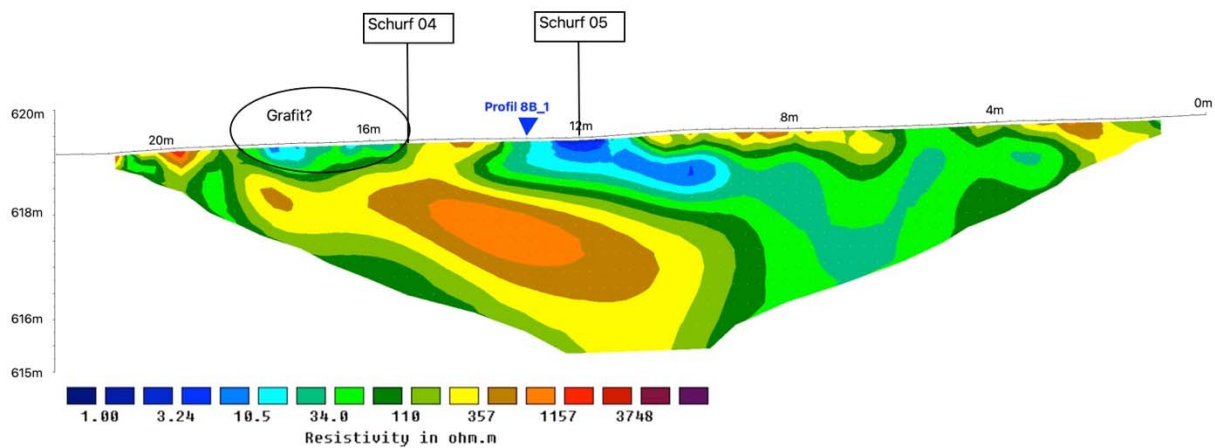 Schurf 04
Schurf 05
620m
Grafit?
Profil 8B_1
20m
16m
12m
8m
4m
0m
618m
616m
615m
1.00 3.24 10.5 34.0 110 357 1157 3748
Resistivity in ohm.m